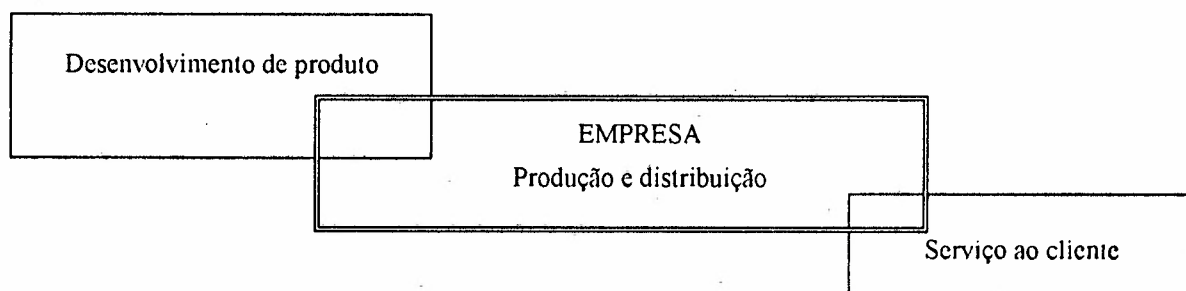 Desenvolvimento de produto
EMPRESA
Produção e distribuição
Serviço ao cliente